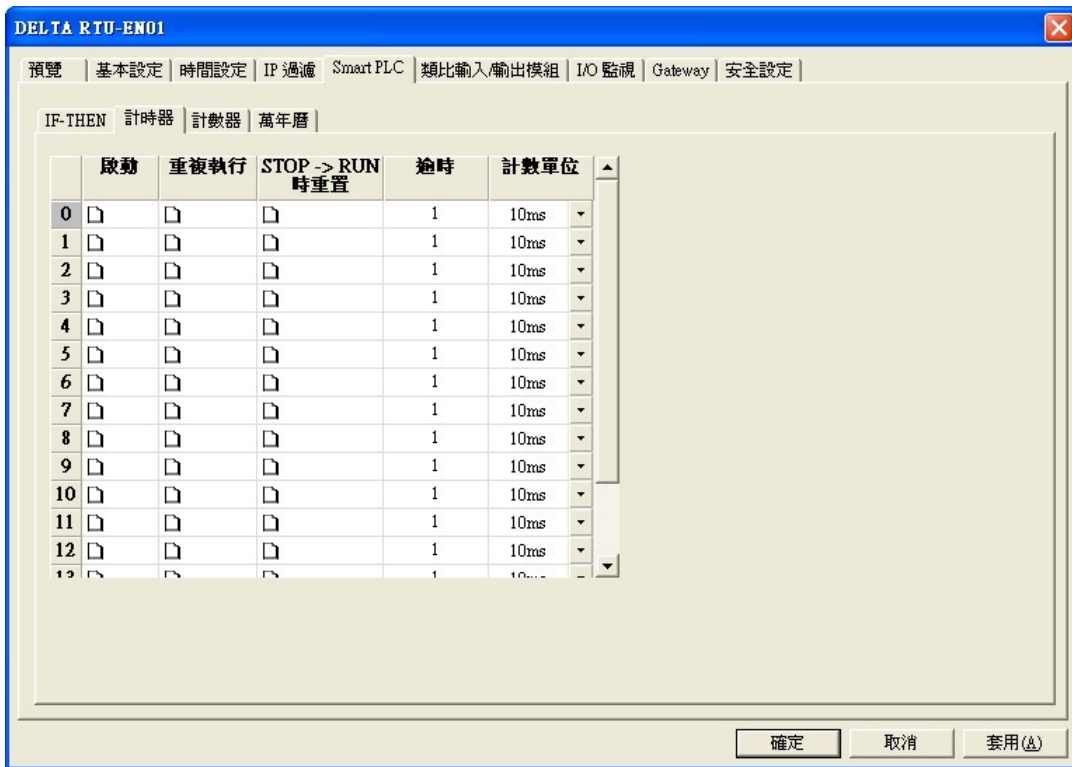 DELTA RTU-EN01
預覽 基本設定 時間設定 IP 過濾 Smart PLC 類比輸入/輸出模組 I/O 監視 Gateway 安全設定
IF-THEN 計時器 計數器 萬年曆
啟動 重複執行 STOP -> RUN 逾時 計數單位
時重置
0 1 10ms
1 1 10ms
2 1 10ms
3 1 10ms
4 1 10ms
5 1 10ms
6 1 10ms
7 1 10ms
8 1 10ms
9 1 10ms
10 1 10ms
11 1 10ms
12 1 10ms
確定 取消 套用(A)